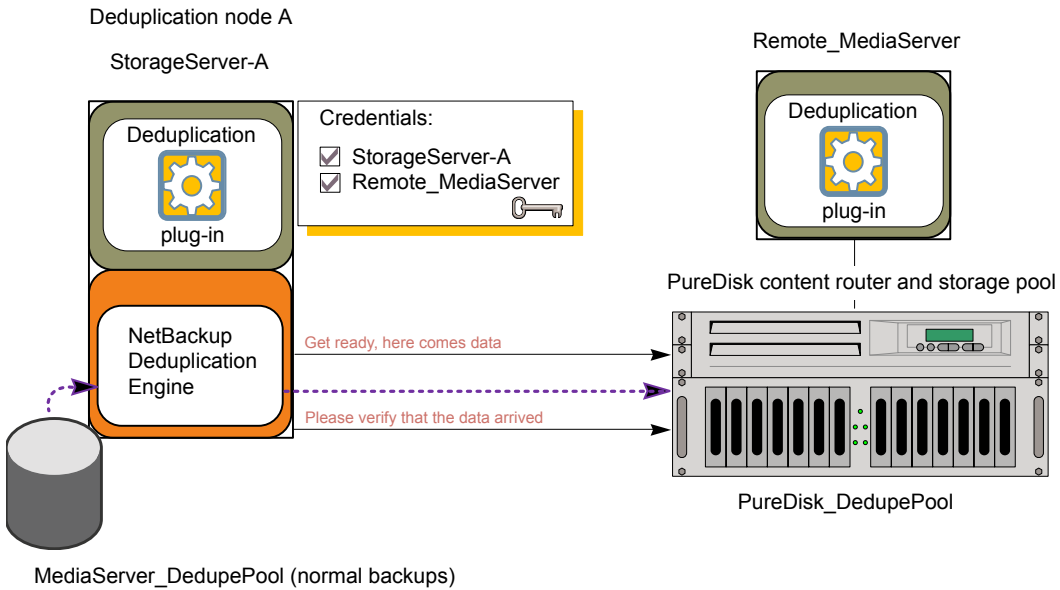 Deduplication node A
StorageServer-A
Deduplication
plug-in
Credentials:
StorageServer-A
Remote_MediaServer
NetBackup
Deduplication
Engine
Get ready, here comes data
Please verify that the data arrived
MediaServer_DedupePool (normal backups)
Remote_MediaServer
Deduplication
plug-in
PureDisk content router and storage pool
PureDisk_DedupePool